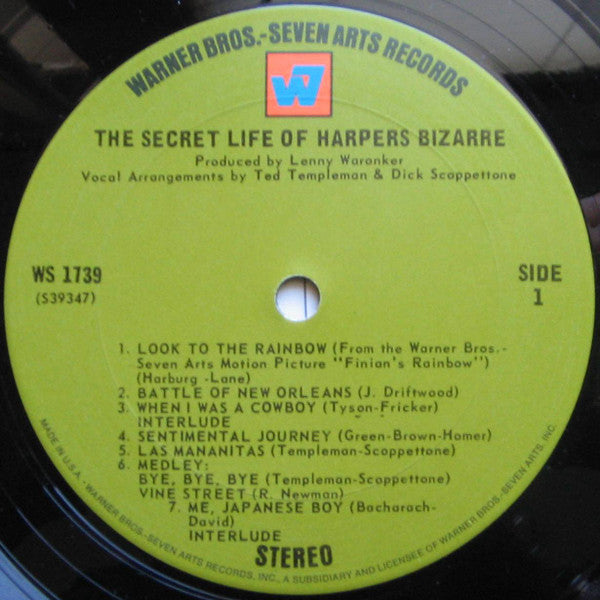 WARNER BROS.-SEVEN ARTS RECORDS
W7
THE SECRET LIFE OF HARPERS BIZARRE
Produced by Lenny Waronker
Vocal Arrangements by Ted Templeman & Dick Scoppettone
WS 1739
(S39347)
SIDE
1
1. LOOK TO THE RAINBOW (From the Warner Bros.-
Seven Arts Motion Picture "Finian's Rainbow")
(Harburg -Lane)
2. BATTLE OF NEW ORLEANS (J. Driftwood)
3. WHEN I WAS A COWBOY (Tyson-Fricker)
INTERLUDE
4. SENTIMENTAL JOURNEY (Green-Brown-Homer)
5. LAS MANANITAS (Templeman-Scoppettone)
6. MEDLEY:
BYE, BYE, BYE (Templeman-Scoppettone)
VINE STREET (R. Newman)
7. ME, JAPANESE BOY (Bacharach-
David)
INTERLUDE
STEREO
MADE IN U.S.A. - WARNER BROS.-SEVEN ARTS RECORDS, INC., A SUBSIDIARY AND LICENSEE OF WARNER BROS.-SEVEN ARTS, INC.